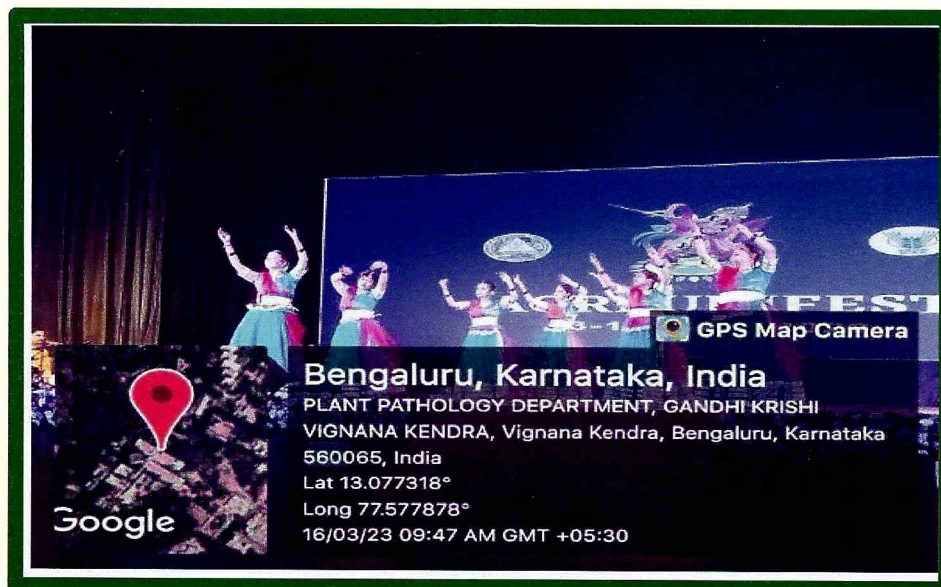 FEST
GPS Map Camera
Bengaluru, Karnataka, India
PLANT PATHOLOGY DEPARTMENT, GANDHI KRISHI
VIGNANA KENDRA, Vignana Kendra, Bengaluru, Karnataka
560065, India
Lat 13.077318°
Long 77.577878°
16/03/23 09:47 AM GMT +05:30
Google